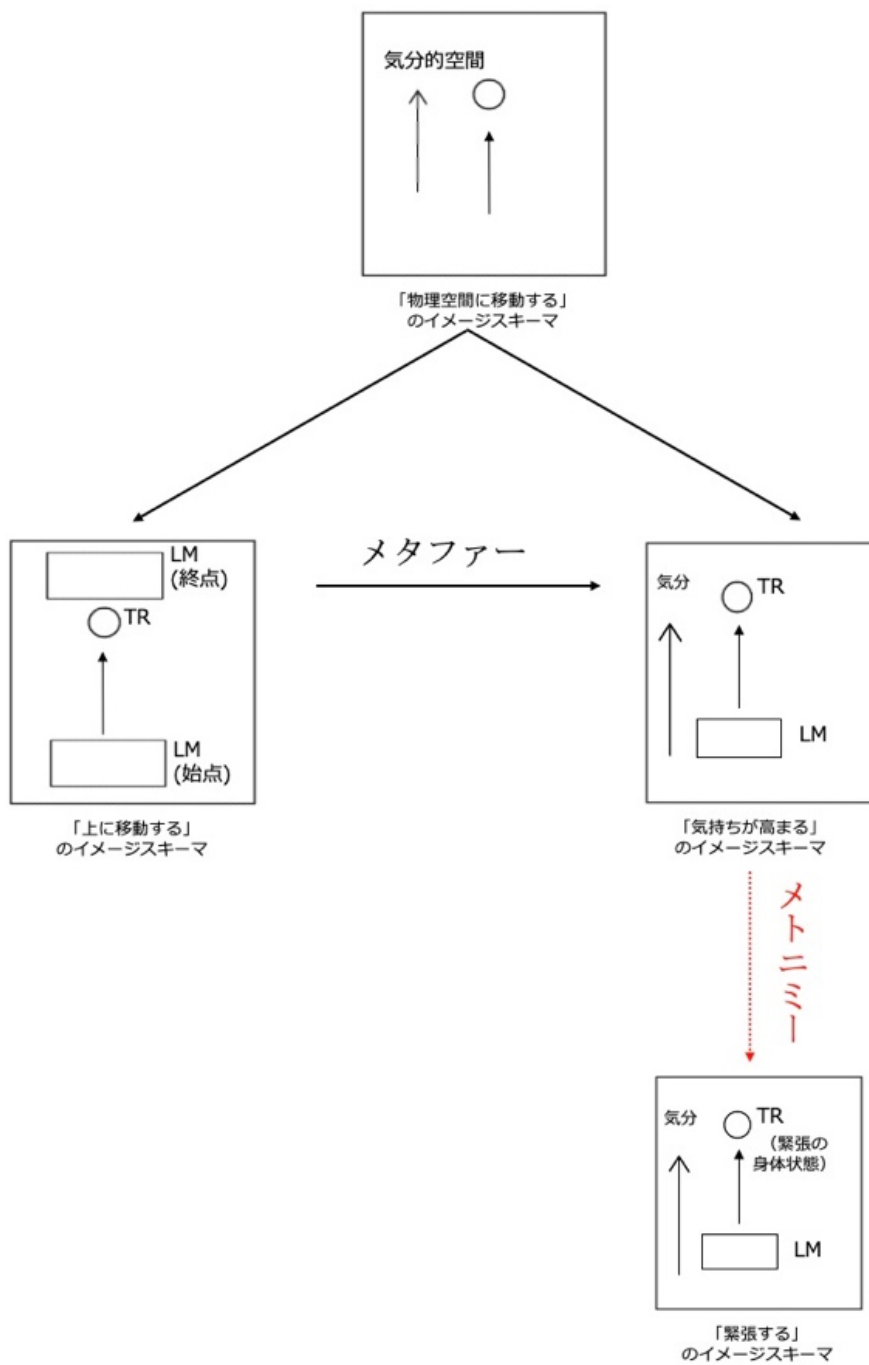 気分的空間
「物理空間に移動する」
のイメージスキーマ
メタファー
LM
(終点)
TR
LM
(始点)
「上に移動する」
のイメージスキーマ
気分
TR
LM
「気持ちが高まる」
のイメージスキーマ
メトニミー
気分
TR
(緊張の
身体状態)
LM
「緊張する」
のイメージスキーマ